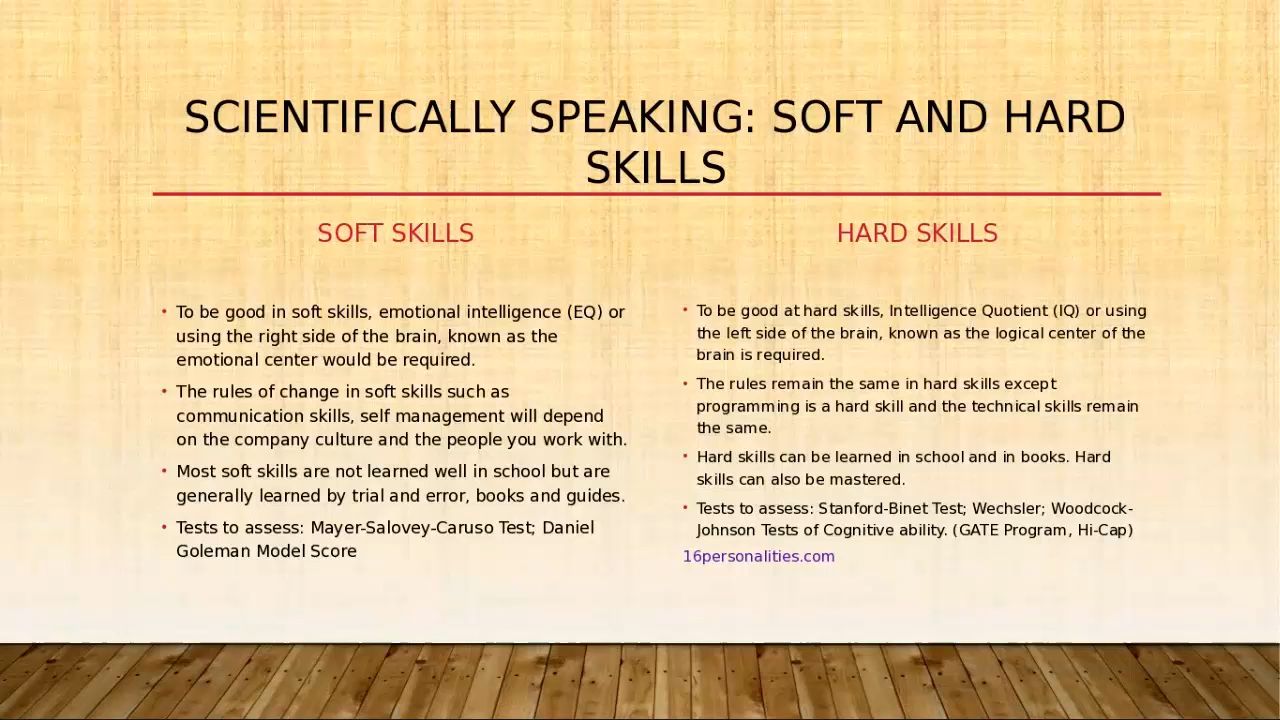 SCIENTIFICALLY SPEAKING: SOFT AND HARD
SKILLS
SOFT SKILLS
• To be good in soft skills, emotional intelligence (EQ) or
using the right side of the brain, known as the
emotional center would be required.
• The rules of change in soft skills such as
communication skills, self management will depend
on the company culture and the people you work with.
• Most soft skills are not learned well in school but are
generally learned by trial and error, books and guides.
• Tests to assess: Mayer-Salovey-Caruso Test; Daniel
Goleman Model Score
HARD SKILLS
• To be good at hard skills, Intelligence Quotient (IQ) or using
the left side of the brain, known as the logical center of the
brain is required.
• The rules remain the same in hard skills except
programming is a hard skill and the technical skills remain
the same.
• Hard skills can be learned in school and in books. Hard
skills can also be mastered.
• Tests to assess: Stanford-Binet Test; Wechsler; Woodcock-
Johnson Tests of Cognitive ability. (GATE Program, Hi-Cap)
16personalities.com